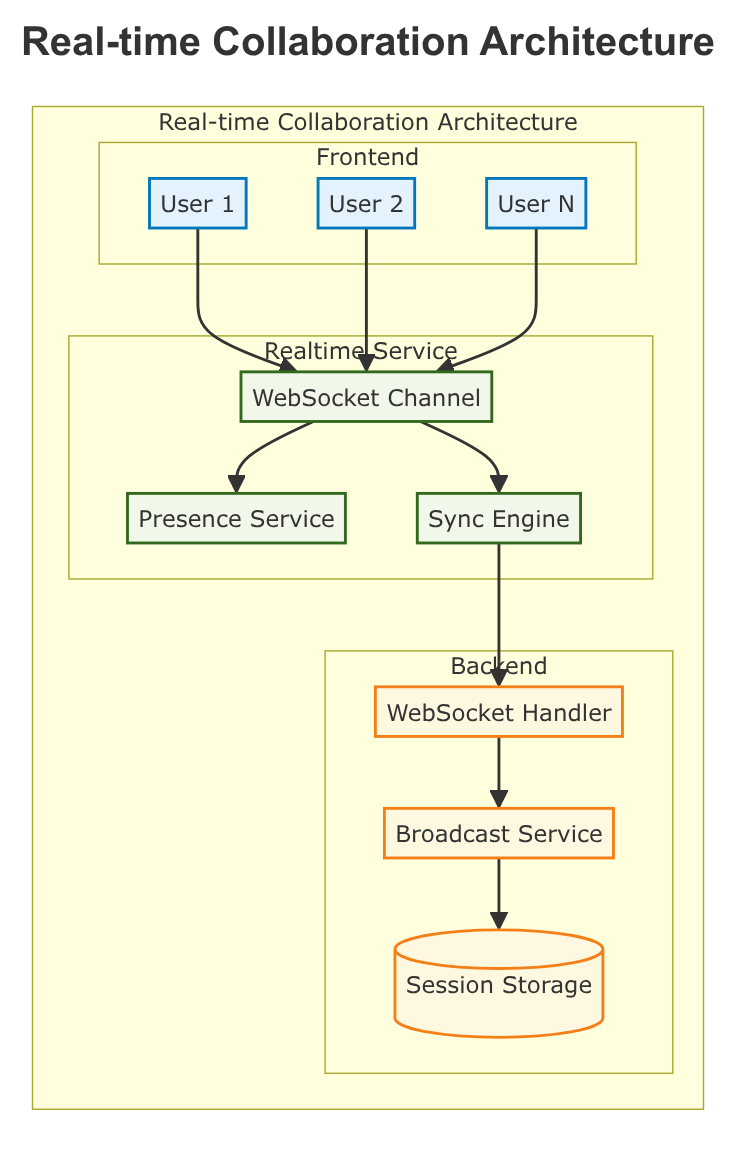 Real-time Collaboration Architecture
Real-time Collaboration Architecture
Frontend
User 1
User 2
User N
Realtime Service
WebSocket Channel
Presence Service
Sync Engine
Backend
WebSocket Handler
Broadcast Service
Session Storage